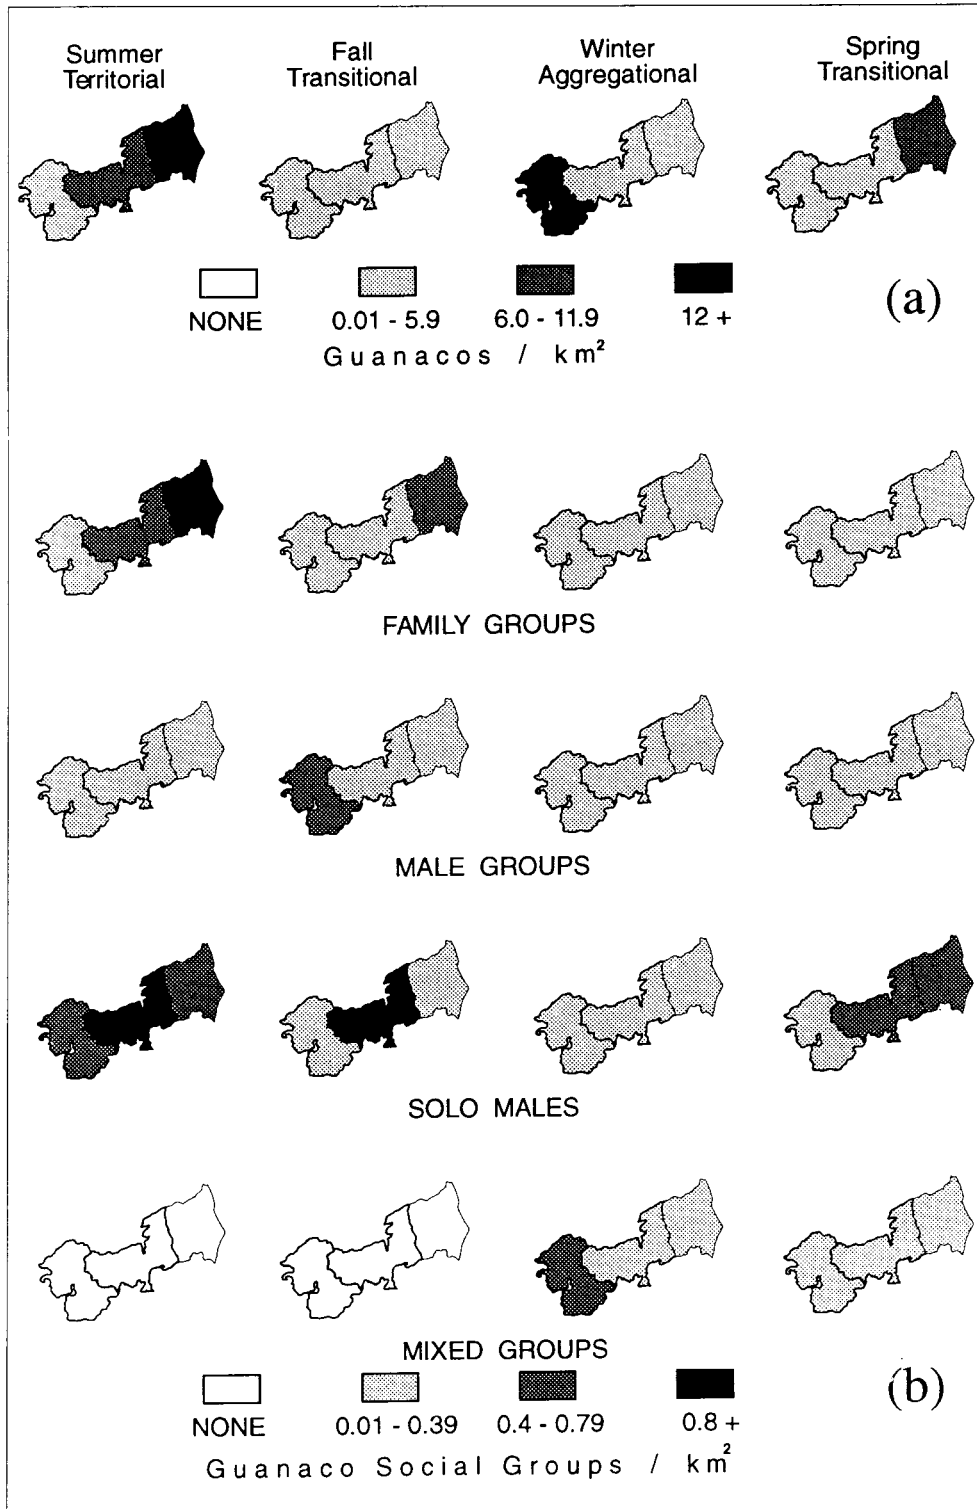 Summer
Territorial
Fall
Transitional
Winter
Aggregational
Spring
Transitional
NONE
0.01 - 5.9
6.0 - 11.9
12 +
Guanacos / km²
(a)
FAMILY GROUPS
MALE GROUPS
SOLO MALES
MIXED GROUPS
NONE
0.01 - 0.39
0.4 - 0.79
0.8 +
Guanaco Social Groups / km²
(b)